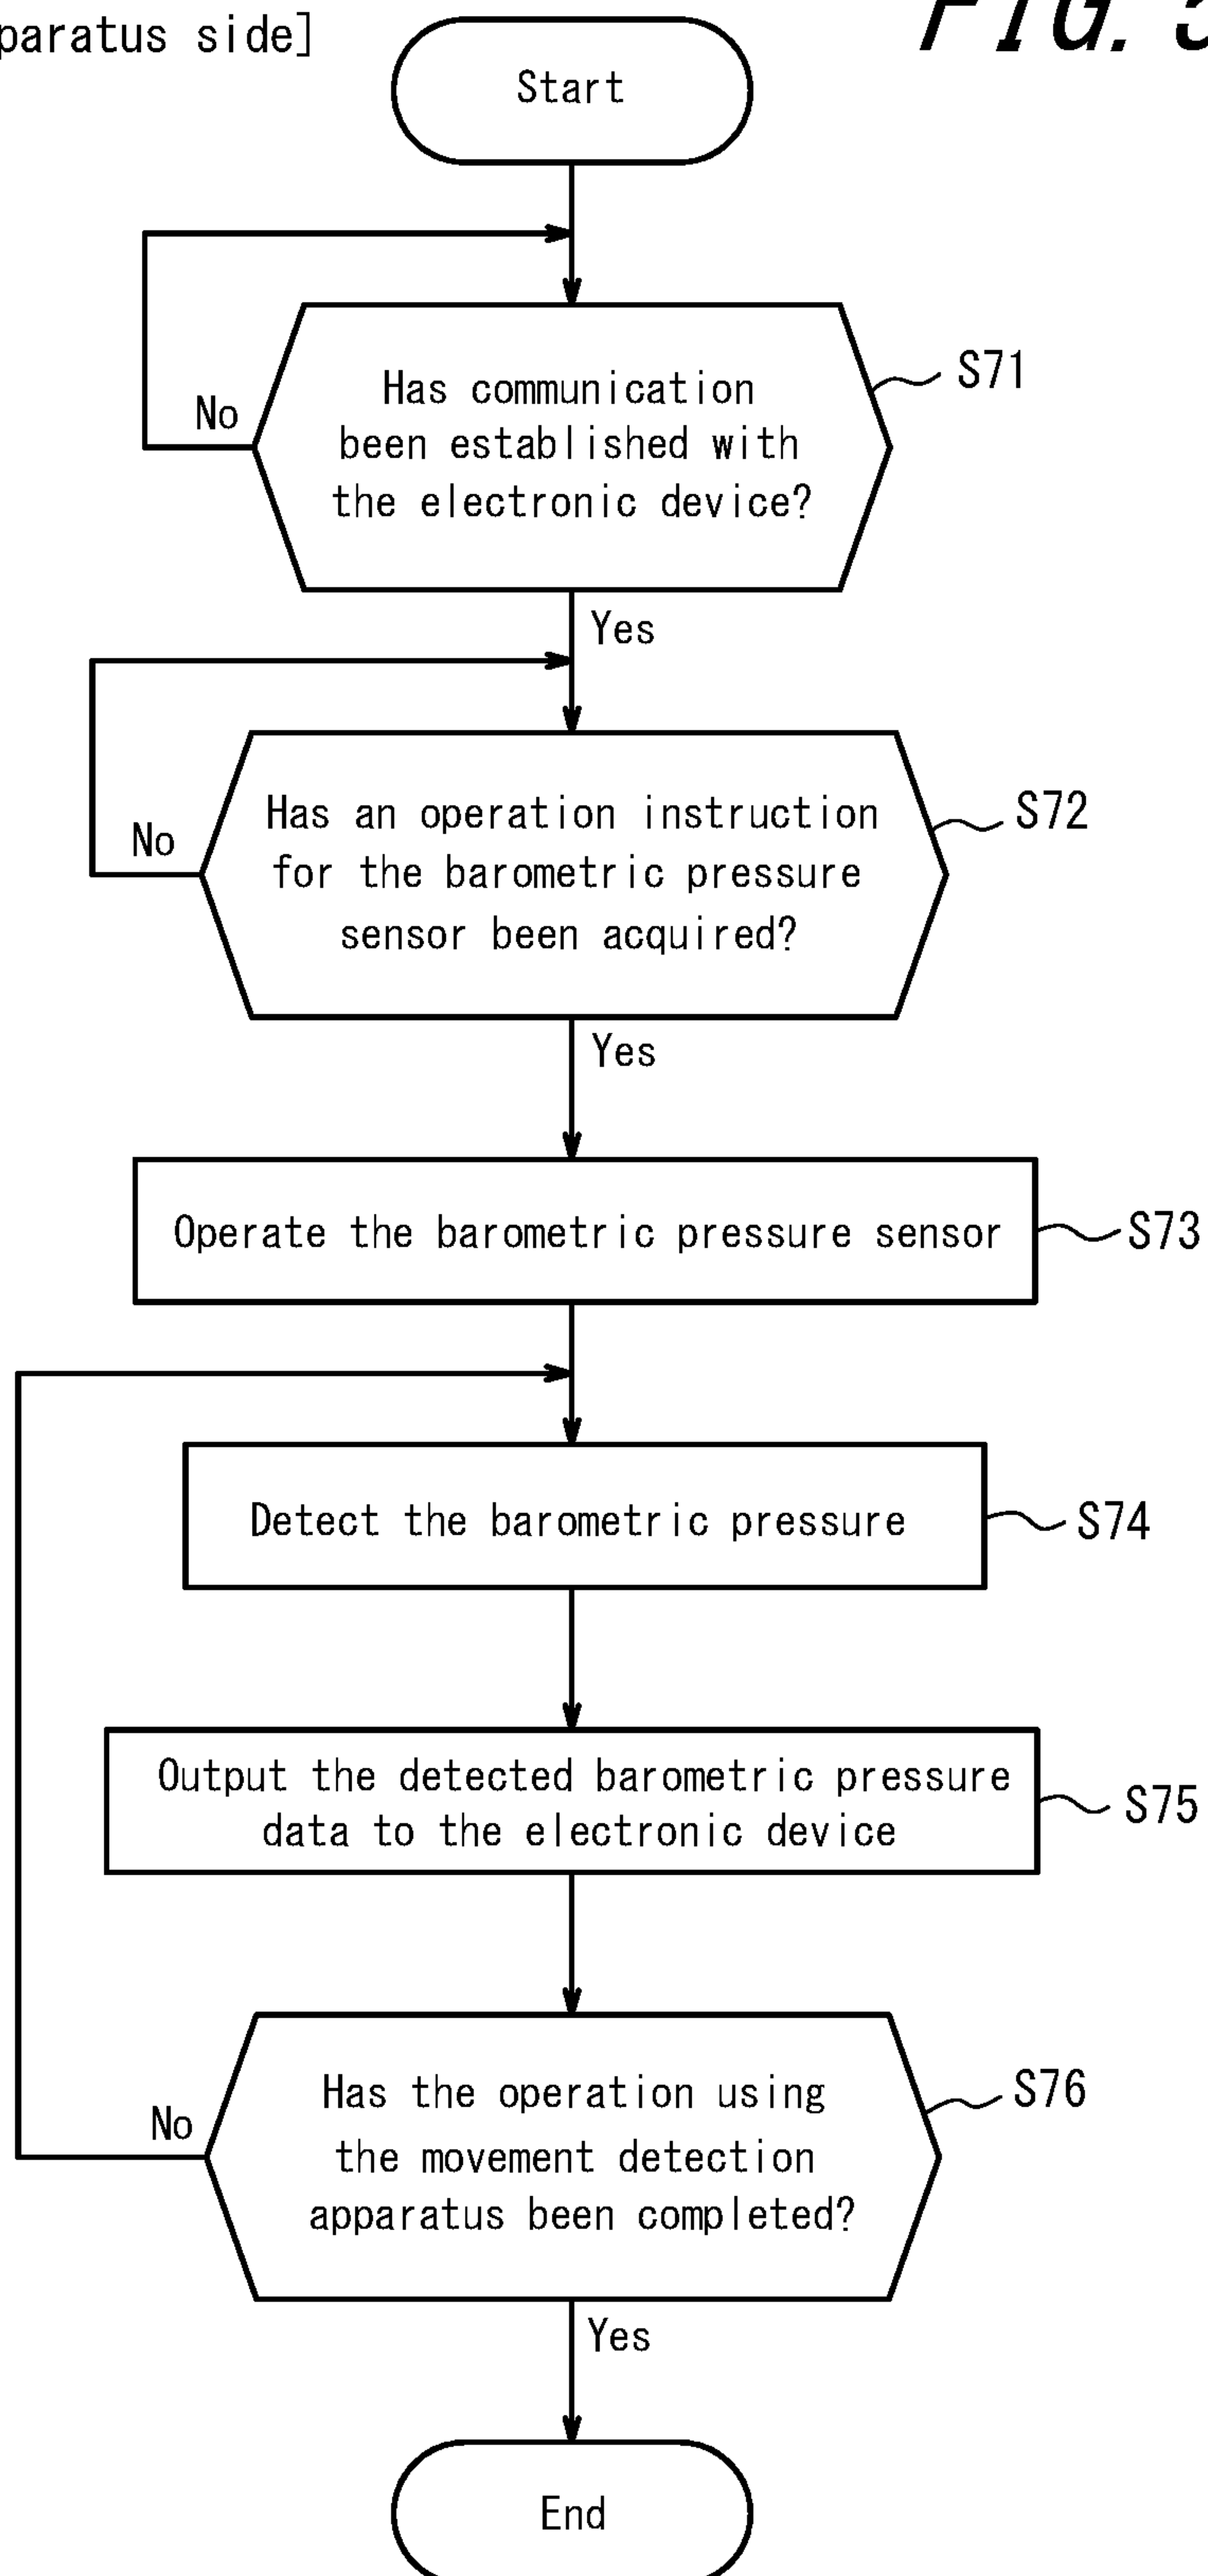 paratus side]
FIG.
Start
Has communication
been established with
the electronic device?
S71
No
Yes
Has an operation instruction
for the barometric pressure
sensor been acquired?
S72
No
Yes
Operate the barometric pressure sensor
S73
Detect the barometric pressure
S74
Output the detected barometric pressure
data to the electronic device
S75
Has the operation using
the movement detection
apparatus been completed?
S76
No
Yes
End